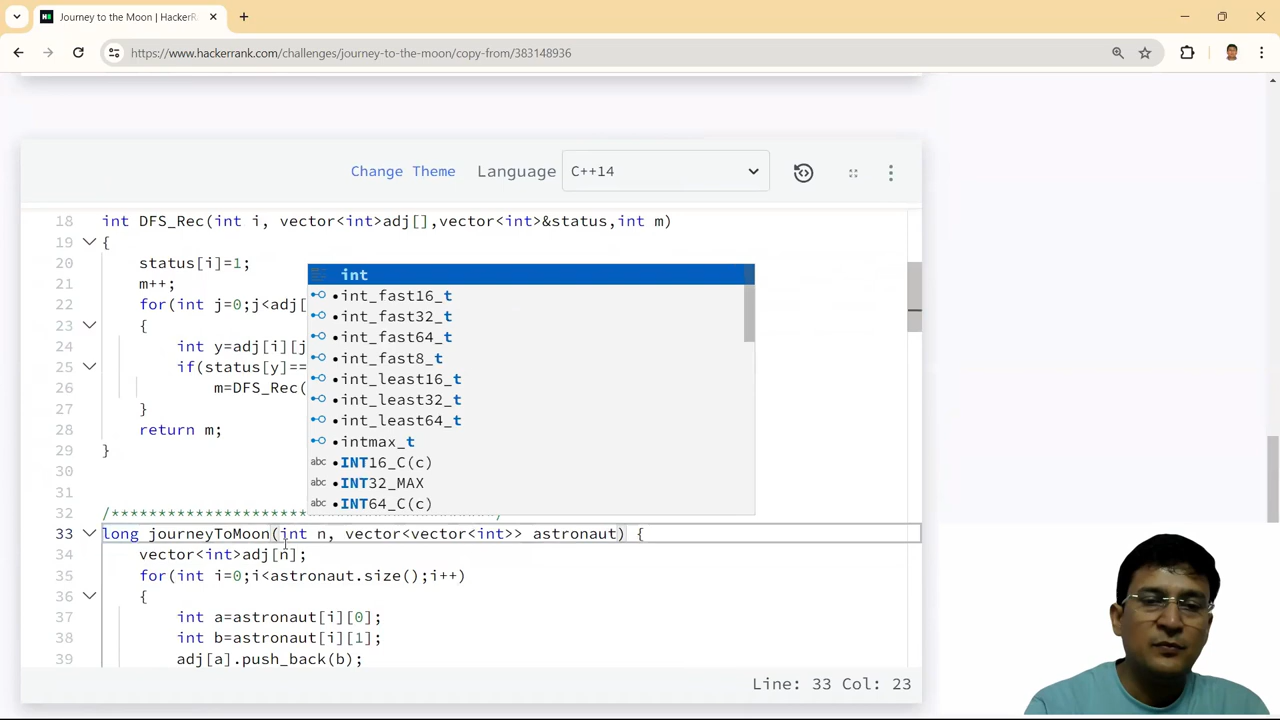 Journey to the Moon | HackerR
https://www.hackerrank.com/challenges/journey-to-the-moon/copy-from/383148936
Change Theme Language C++14
18 int DFS_Rec(int i, vector<int>adj[],vector<int>&status,int m)
19 {
20 status[i]=1;
21 m++;
22 for(int j=0;j<adj[
23 {
24 int y=adj[i][j
25 if(status[y]==
26 m=DFS_Rec(
27 }
28 return m;
29 }
30
31
int
int_fast16_t
int_fast32_t
int_fast64_t
int_fast8_t
int_least16_t
int_least32_t
int_least64_t
intmax_t
abc INT16_C(c)
abc INT32_MAX
abc INT64_C(c)
32 /*****************************************/
33 long journeyToMoon(int n, vector<vector<int>> astronaut) {
34 vector<int>adj[n];
35 for(int i=0;i<astronaut.size();i++)
36 {
37 int a=astronaut[i][0];
38 int b=astronaut[i][1];
39 adj[a].push_back(b);
Line: 33 Col: 23